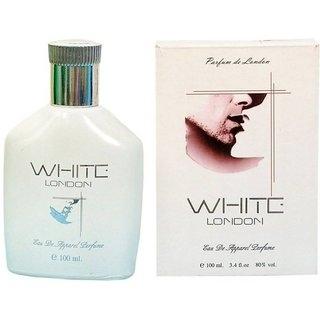 WHITE
LONDON
Eau De Apparel Perfume
℮ 100 ml.
Parfum de London
WHITE
LONDON
Eau De Apparel Perfume
℮ 100 ml. 3.4 fl.oz 80% vol.